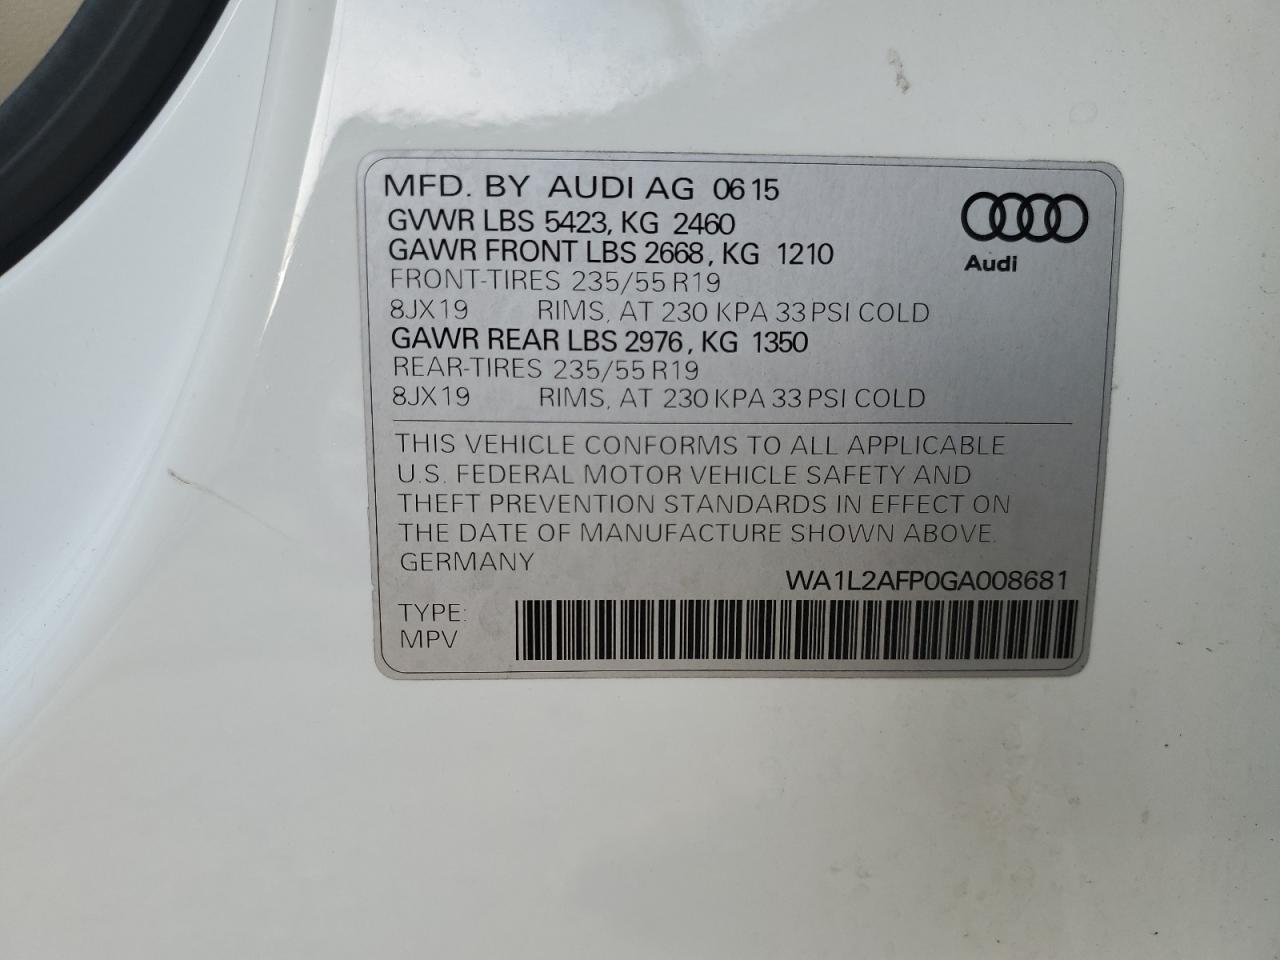 MFD. BY AUDI AG 0615
GVWR LBS 5423, KG 2460
GAWR FRONT LBS 2668, KG 1210
FRONT-TIRES 235/55 R19
8JX19 RIMS, AT 230 KPA 33 PSI COLD
GAWR REAR LBS 2976, KG 1350
REAR-TIRES 235/55 R19
8JX19 RIMS, AT 230 KPA 33 PSI COLD
Audi
THIS VEHICLE CONFORMS TO ALL APPLICABLE
U.S. FEDERAL MOTOR VEHICLE SAFETY AND
THEFT PREVENTION STANDARDS IN EFFECT ON
THE DATE OF MANUFACTURE SHOWN ABOVE.
GERMANY
WA1L2AFP0GA008681
TYPE:
MPV